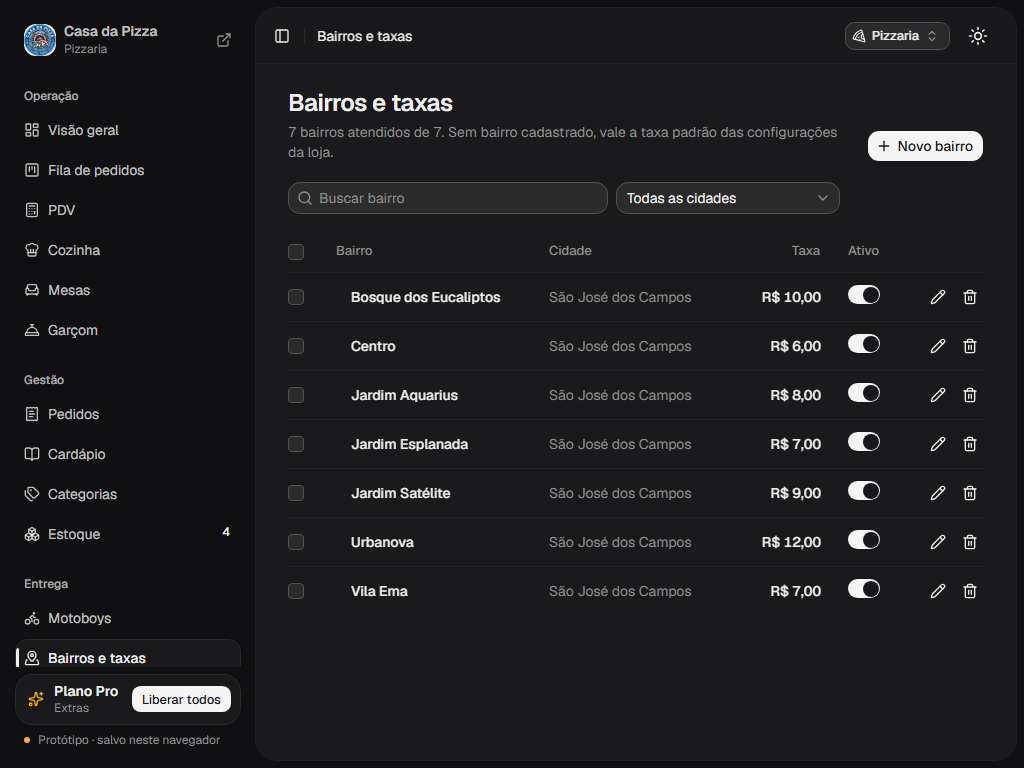 Casa da Pizza
Pizzaria
Operação
Visão geral
Fila de pedidos
PDV
Cozinha
Mesas
Garçom
Gestão
Pedidos
Cardápio
Categorias
Estoque 4
Entrega
Motoboys
Bairros e taxas
Plano Pro
Extras
Liberar todos
Protótipo · salvo neste navegador
Bairros e taxas
Pizzaria
Bairros e taxas
7 bairros atendidos de 7. Sem bairro cadastrado, vale a taxa padrão das configurações
da loja.
Novo bairro
Buscar bairro
Todas as cidades
Bairro Cidade Taxa Ativo
Bosque dos Eucaliptos São José dos Campos R$ 10,00
Centro São José dos Campos R$ 6,00
Jardim Aquarius São José dos Campos R$ 8,00
Jardim Esplanada São José dos Campos R$ 7,00
Jardim Satélite São José dos Campos R$ 9,00
Urbanova São José dos Campos R$ 12,00
Vila Ema São José dos Campos R$ 7,00